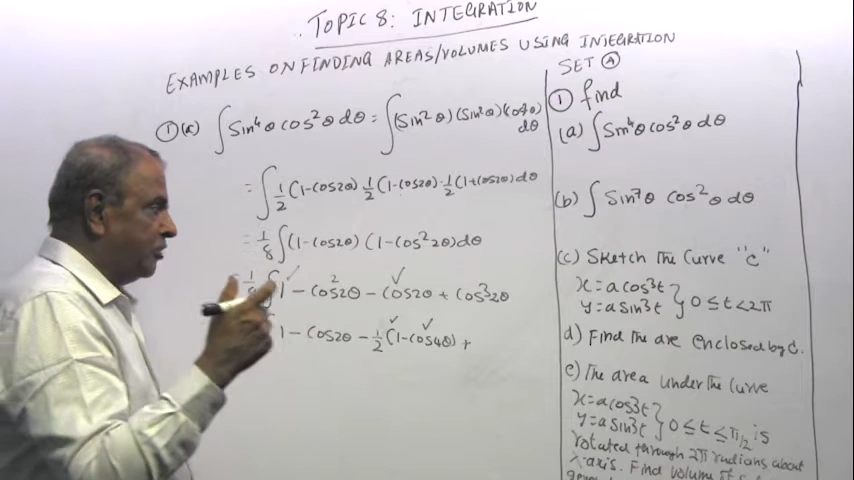 TOPIC 8: INTEGRATION
EXAMPLES ON FINDING AREAS/VOLUMES USING INTEGRATION
① (a) ∫ Sin⁴θ cos²θ dθ = ∫ (Sin²θ) (Sin²θ) (cos²θ)
dθ
= ∫ ½ (1-cos2θ) ½ (1-cos2θ) · ½ (1+cos2θ) dθ
= ⅛ ∫ (1-cos2θ) (1-cos²2θ) dθ
∫ 1 - cos²2θ - cos2θ + cos³2θ
1 - cos2θ - ½ (1-cos4θ) +
SET Ⓐ
① find
(a) ∫ Sin⁴θ cos²θ dθ
(b) ∫ Sin⁷θ cos²θ dθ
(c) Sketch the Curve "C"
x = a cos³t
y = a sin³t } 0 ≤ t < 2π
d) Find the are enclosed by C.
e) The area under the curve
x = a cos³t
y = a sin³t } 0 ≤ t ≤ π/2 is
rotated through 2π radians about
x-axis. Find volume